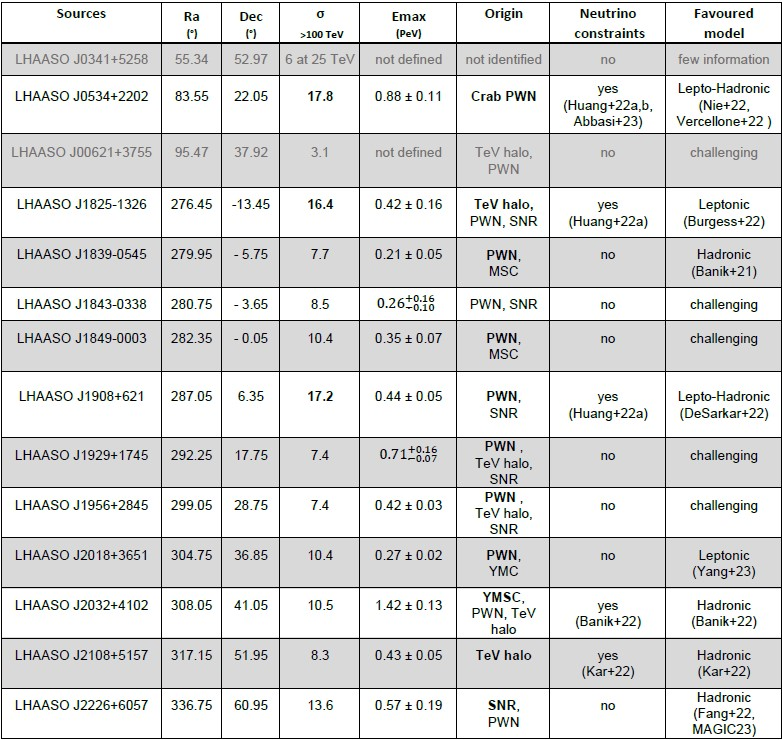 Sources Ra (°) Dec (°) σ >100 TeV Emax (PeV) Origin Neutrino constraints Favoured model
LHAASO J0341+5258 55.34 52.97 6 at 25 TeV not defined not identified no few information
LHAASO J0534+2202 83.55 22.05 17.8 0.88 ± 0.11 Crab PWN yes (Huang+22a,b, Abbasi+23) Lepto-Hadronic (Nie+22, Vercellone+22 )
LHAASO J00621+3755 95.47 37.92 3.1 not defined TeV halo, PWN no challenging
LHAASO J1825-1326 276.45 -13.45 16.4 0.42 ± 0.16 TeV halo, PWN, SNR yes (Huang+22a) Leptonic (Burgess+22)
LHAASO J1839-0545 279.95 - 5.75 7.7 0.21 ± 0.05 PWN, MSC no Hadronic (Banik+21)
LHAASO J1843-0338 280.75 - 3.65 8.5 0.26+0.16−0.10 PWN, SNR no challenging
LHAASO J1849-0003 282.35 - 0.05 10.4 0.35 ± 0.07 PWN, MSC no challenging
LHAASO J1908+621 287.05 6.35 17.2 0.44 ± 0.05 PWN, SNR yes (Huang+22a) Lepto-Hadronic (DeSarkar+22)
LHAASO J1929+1745 292.25 17.75 7.4 0.71+0.16−0.07 PWN , TeV halo, SNR no challenging
LHAASO J1956+2845 299.05 28.75 7.4 0.42 ± 0.03 PWN , TeV halo, SNR no challenging
LHAASO J2018+3651 304.75 36.85 10.4 0.27 ± 0.02 PWN, YMC no Leptonic (Yang+23)
LHAASO J2032+4102 308.05 41.05 10.5 1.42 ± 0.13 YMSC, PWN, TeV halo yes (Banik+22) Hadronic (Banik+22)
LHAASO J2108+5157 317.15 51.95 8.3 0.43 ± 0.05 TeV halo yes (Kar+22) Hadronic (Kar+22)
LHAASO J2226+6057 336.75 60.95 13.6 0.57 ± 0.19 SNR, PWN no Hadronic (Fang+22, MAGIC23)